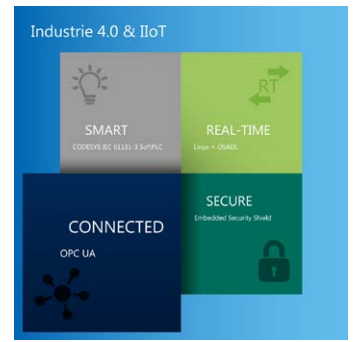 Industrie 4.0 & IIoT
RT
SMART
CODESYS IEC 61131-3 SoftPLC
REAL-TIME
Linux + OSADL
CONNECTED
OPC UA
SECURE
Embedded Security Shield